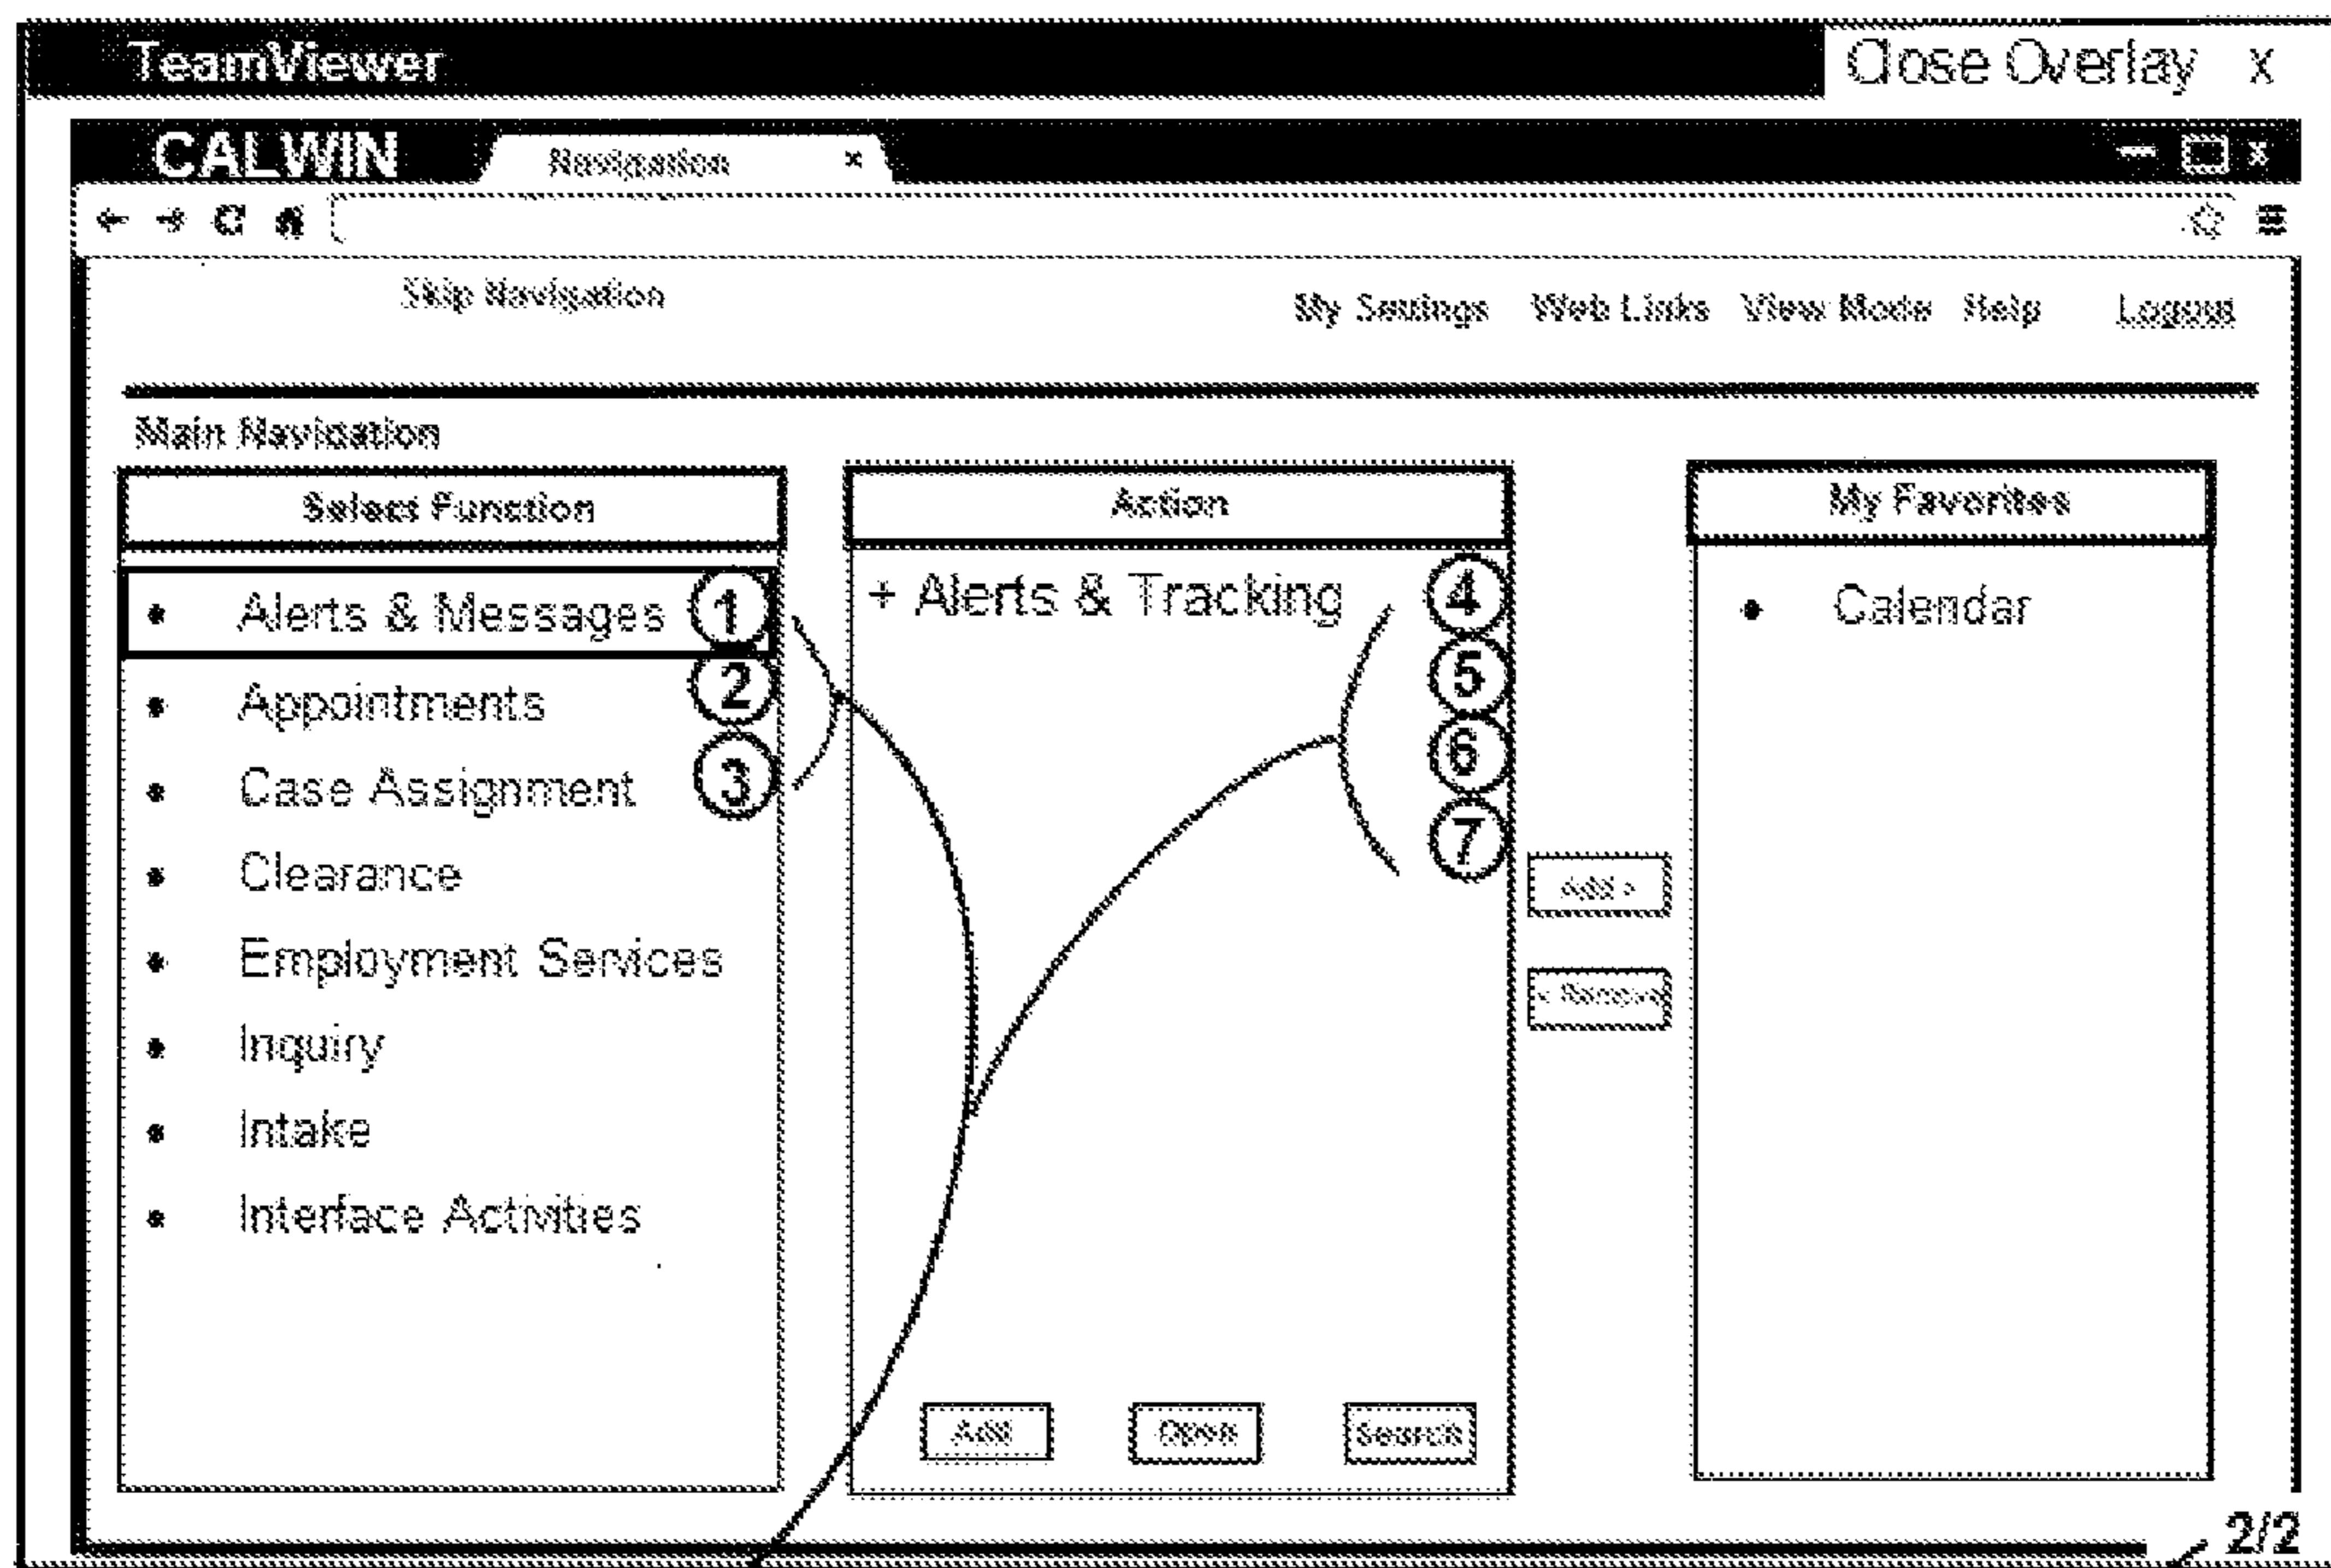 TeamViewer Close Overlay x
CALWIN Navigation x
Skip Navigation
My Settings Web Links View Mode Help Logout
Main Navigation
Select Function
• Alerts & Messages 1
• Appointments 2
• Case Assignment 3
• Clearance
• Employment Services
• Inquiry
• Intake
• Interface Activities
Action
+ Alerts & Tracking 4
5
6
7
Add Open Search
Add >
< Remove
My Favorites
• Calendar
2/2